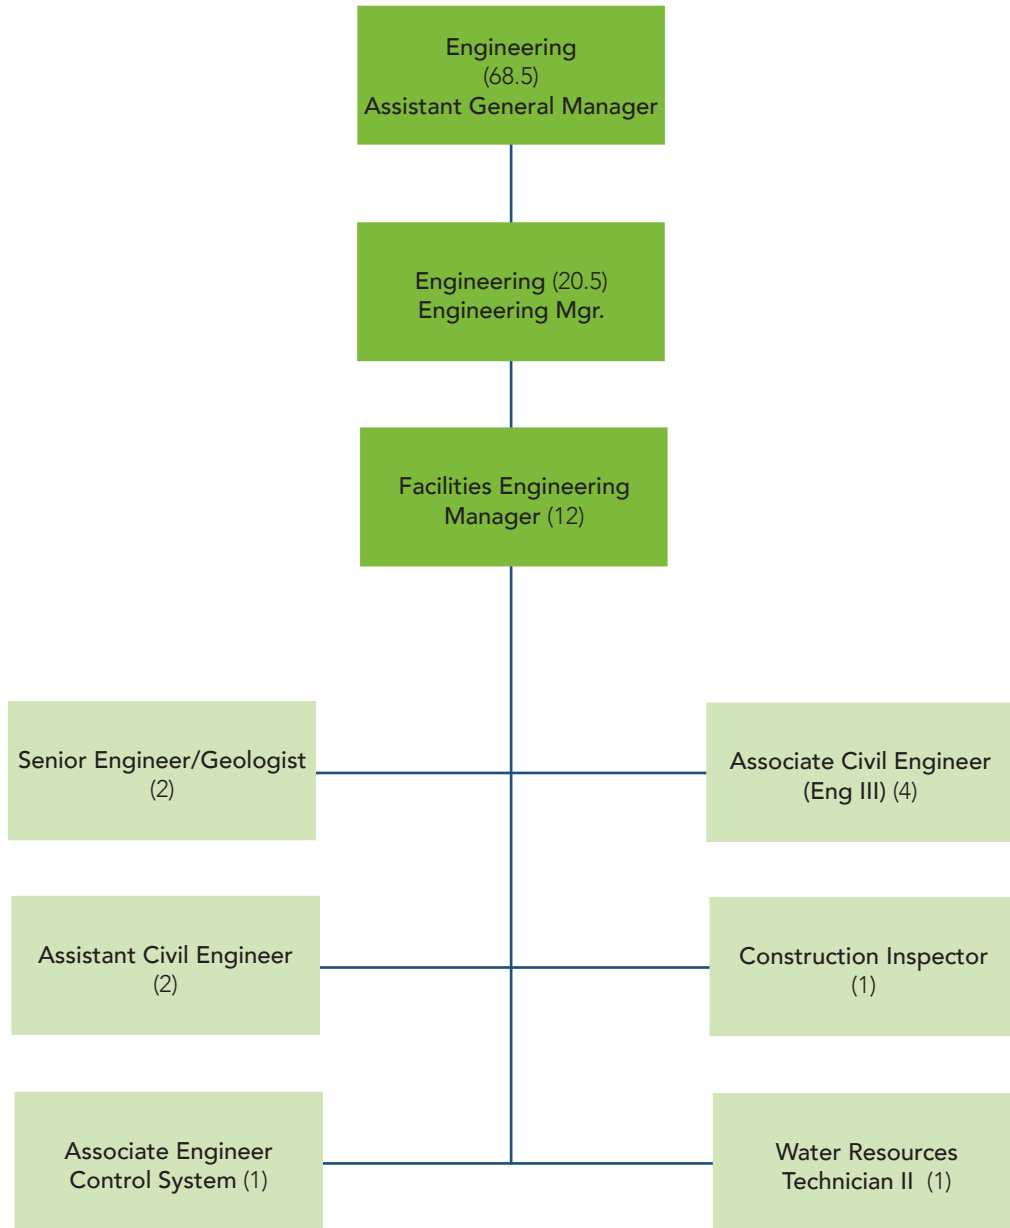 Engineering
(68.5)
Assistant General Manager
Engineering (20.5)
Engineering Mgr.
Facilities Engineering
Manager (12)
Senior Engineer/Geologist
(2)
Associate Civil Engineer
(Eng III) (4)
Assistant Civil Engineer
(2)
Construction Inspector
(1)
Associate Engineer
Control System (1)
Water Resources
Technician II (1)